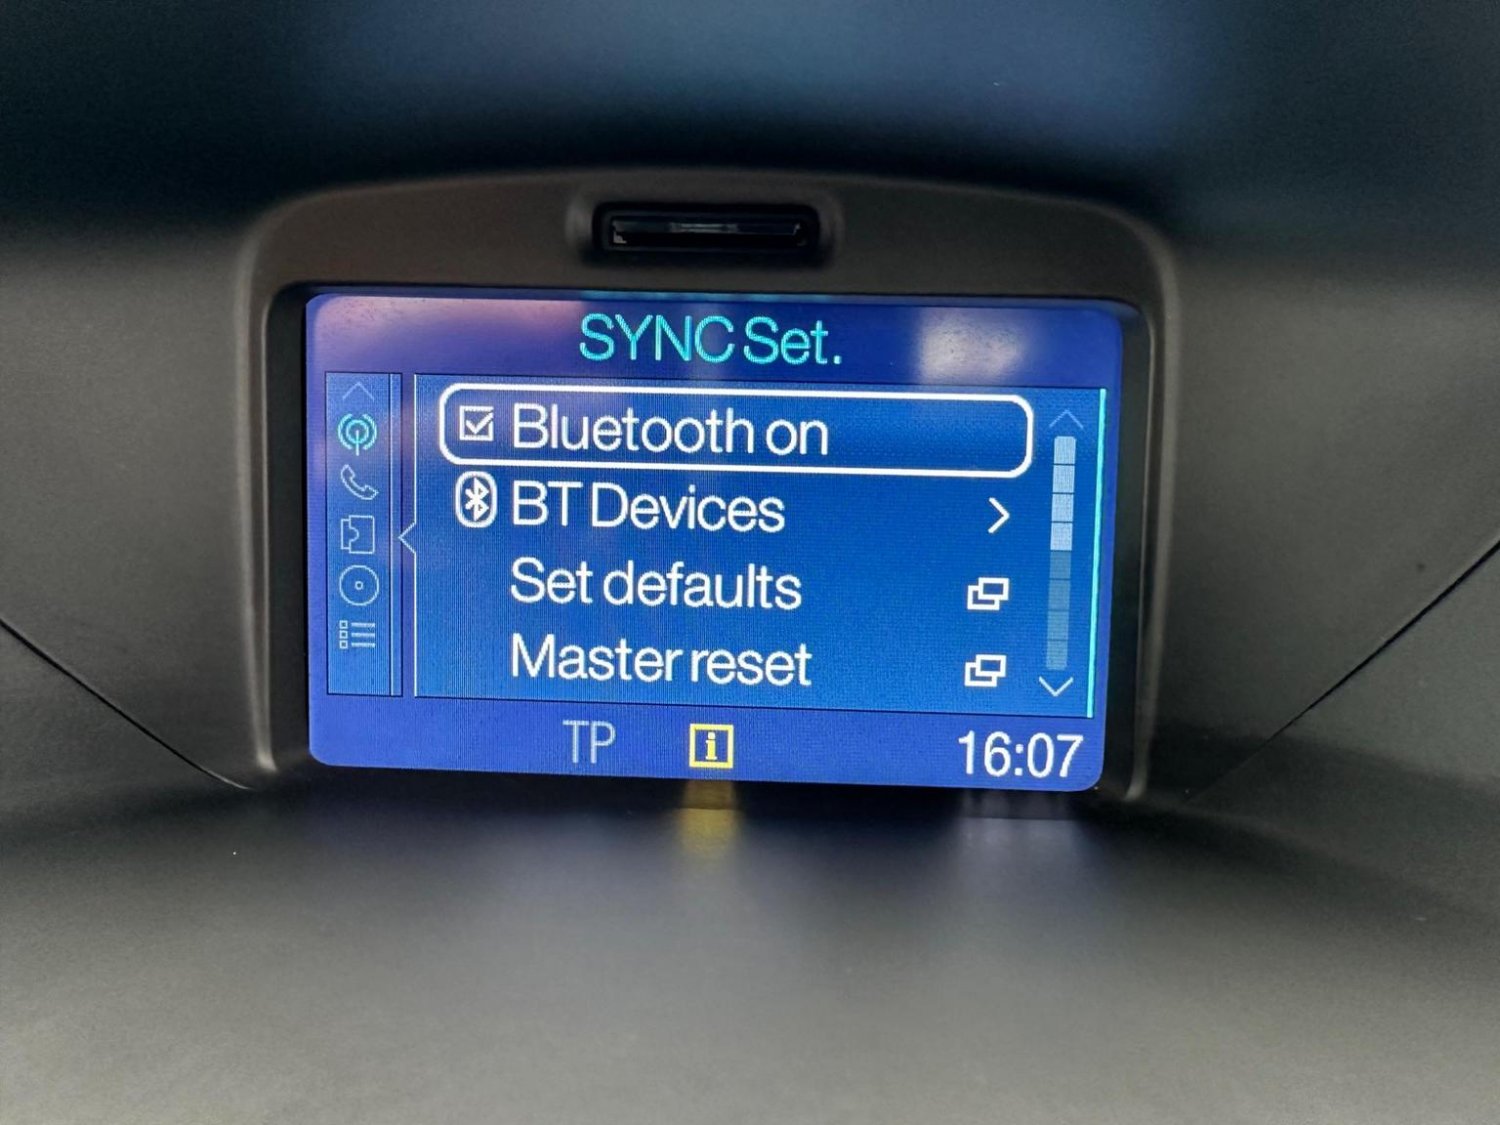 SYNC Set.
Bluetooth on
BT Devices
Set defaults
Master reset
TP i 16:07